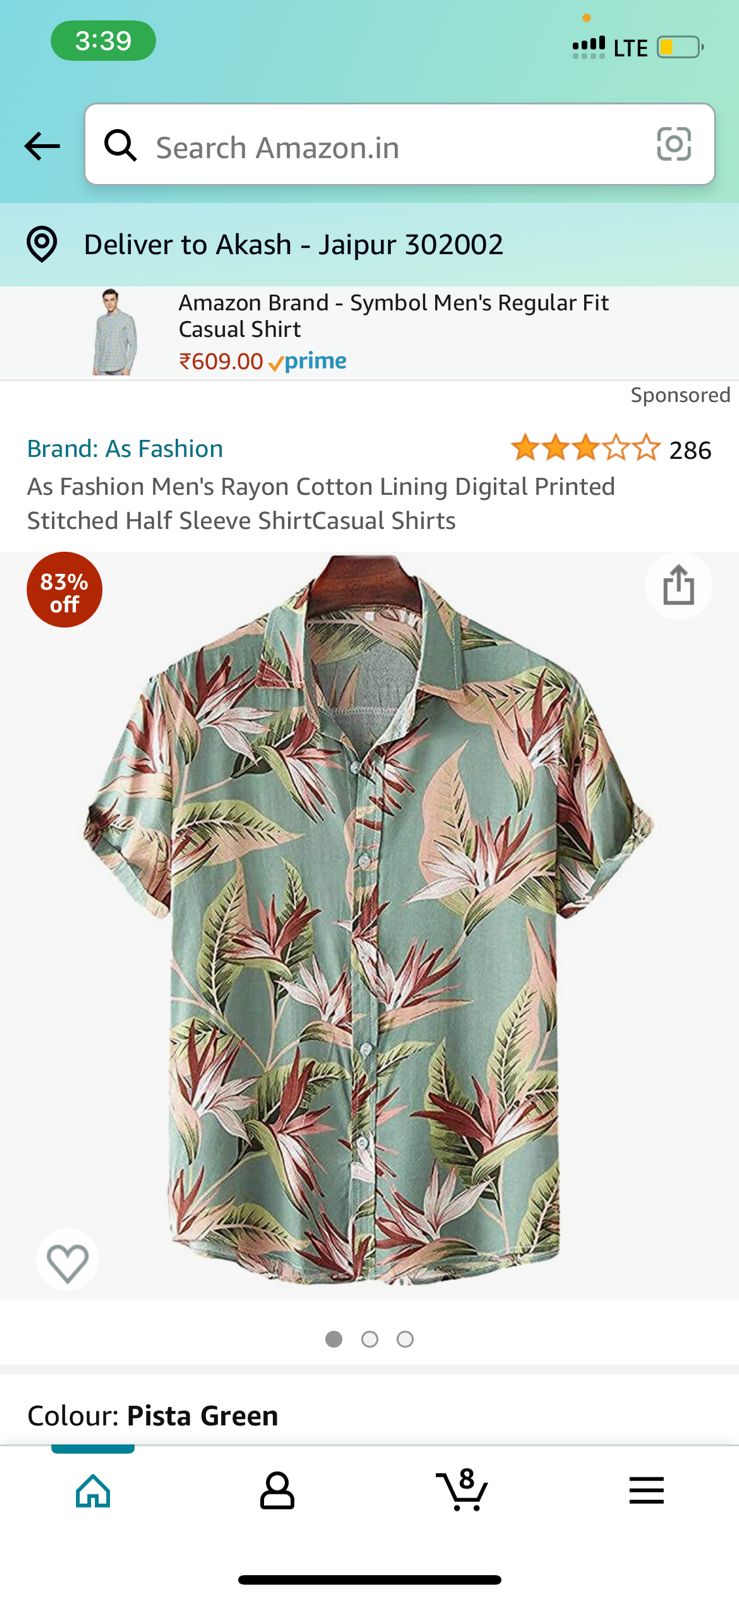 3:39
LTE
Search Amazon.in
Deliver to Akash - Jaipur 302002
Amazon Brand - Symbol Men's Regular Fit
Casual Shirt
₹609.00 prime
Sponsored
Brand: As Fashion
286
As Fashion Men's Rayon Cotton Lining Digital Printed
Stitched Half Sleeve ShirtCasual Shirts
83%
off
Colour: Pista Green
8